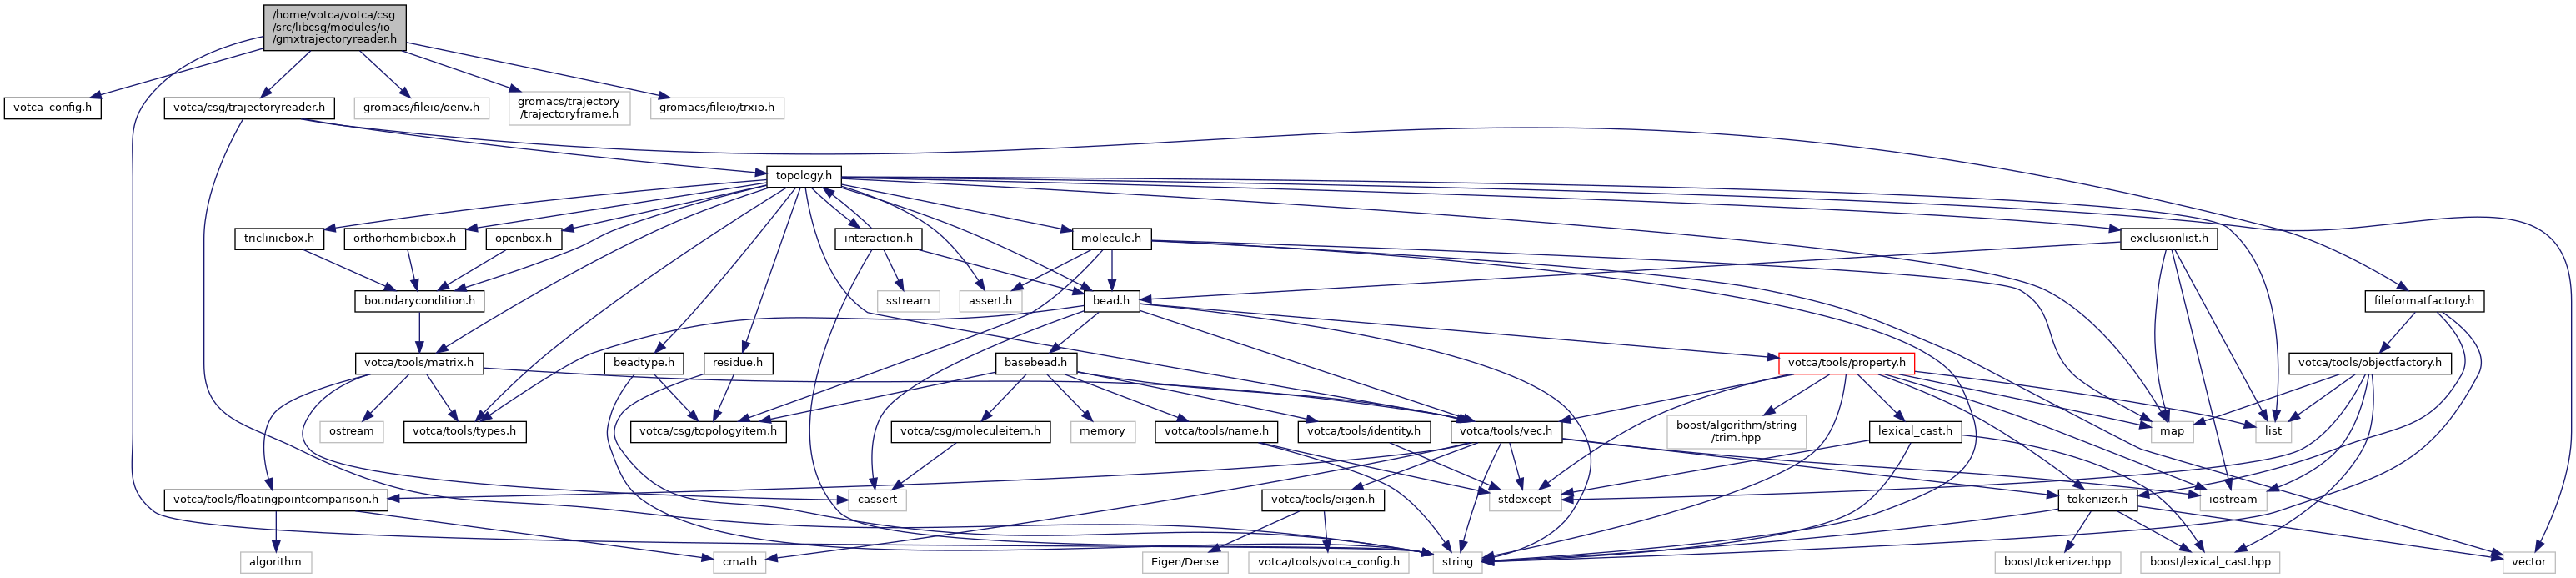 /home/votca/votca/csg
/src/libcsg/modules/io
/gmxtrajectoryreader.h
votca_config.h
votca/csg/trajectoryreader.h
gromacs/fileio/oenv.h
gromacs/trajectory
/trajectoryframe.h
gromacs/fileio/trxio.h
topology.h
triclinicbox.h
orthorhombicbox.h
openbox.h
interaction.h
molecule.h
exclusionlist.h
boundarycondition.h
sstream
assert.h
bead.h
fileformatfactory.h
votca/tools/matrix.h
beadtype.h
residue.h
basebead.h
votca/tools/property.h
votca/tools/objectfactory.h
ostream
votca/tools/types.h
votca/csg/topologyitem.h
votca/csg/moleculeitem.h
memory
votca/tools/name.h
votca/tools/identity.h
votca/tools/vec.h
boost/algorithm/string
/trim.hpp
lexical_cast.h
map
list
votca/tools/floatingpointcomparison.h
cassert
votca/tools/eigen.h
stdexcept
tokenizer.h
iostream
algorithm
cmath
Eigen/Dense
votca/tools/votca_config.h
string
boost/tokenizer.hpp
boost/lexical_cast.hpp
vector